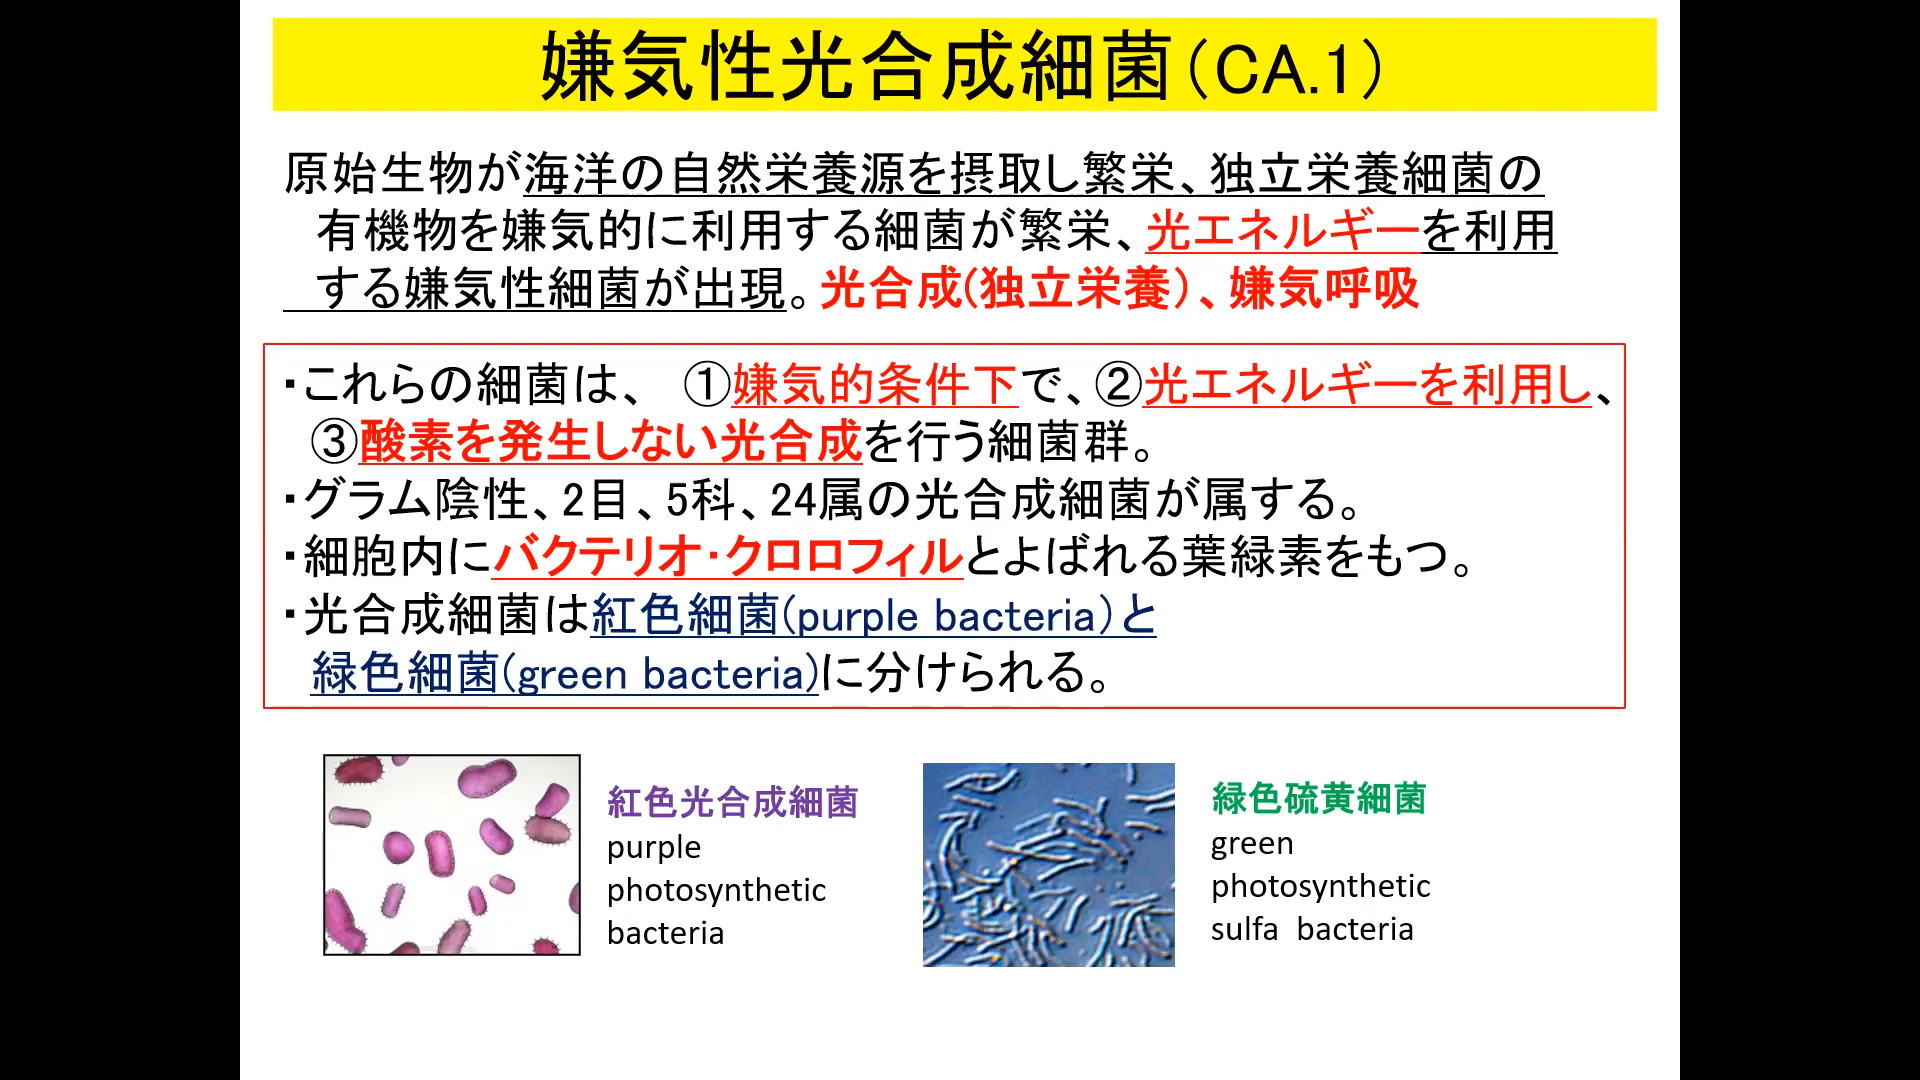 嫌気性光合成細菌（CA.1）
原始生物が海洋の自然栄養源を摂取し繁栄、独立栄養細菌の
有機物を嫌気的に利用する細菌が繁栄、光エネルギーを利用
する嫌気性細菌が出現。光合成(独立栄養）、嫌気呼吸
・これらの細菌は、　①嫌気的条件下で、②光エネルギーを利用し、
③酸素を発生しない光合成を行う細菌群。
・グラム陰性、2目、5科、24属の光合成細菌が属する。
・細胞内にバクテリオ・クロロフィルとよばれる葉緑素をもつ。
・光合成細菌は紅色細菌(purple bacteria）と
緑色細菌(green bacteria)に分けられる。
紅色光合成細菌
purple
photosynthetic
bacteria
緑色硫黄細菌
green
photosynthetic
sulfa bacteria